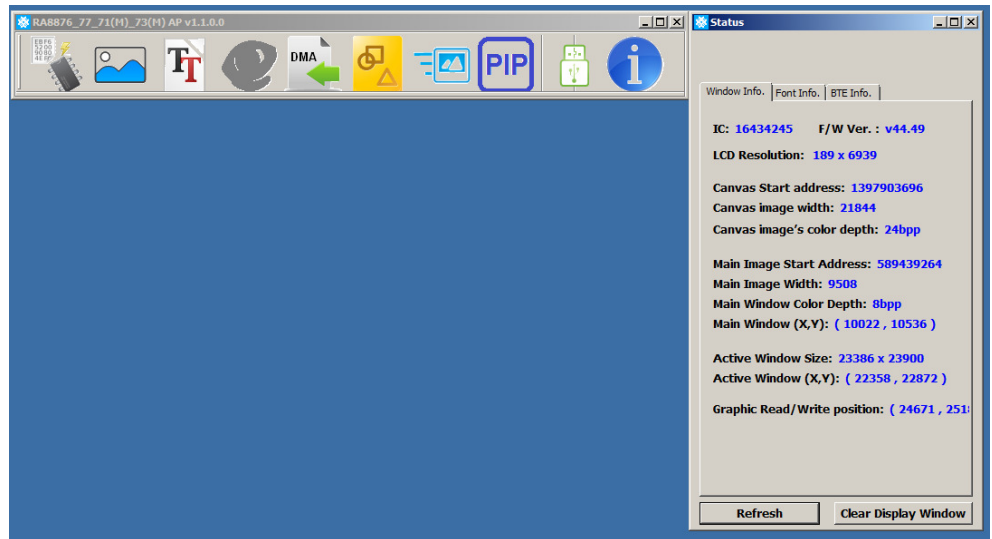 RA8876_77_71(M)_73(M) AP v1.1.0.0
Status
DMA
PIP
Window Info. Font Info. BTE Info.
IC: 16434245 F/W Ver. : v44.49
LCD Resolution: 189 x 6939
Canvas Start address: 1397903696
Canvas image width: 21844
Canvas image's color depth: 24bpp
Main Image Start Address: 589439264
Main Image Width: 9508
Main Window Color Depth: 8bpp
Main Window (X,Y): ( 10022 , 10536 )
Active Window Size: 23386 x 23900
Active Window (X,Y): ( 22358 , 22872 )
Graphic Read/Write position: ( 24671 , 251
Refresh Clear Display Window